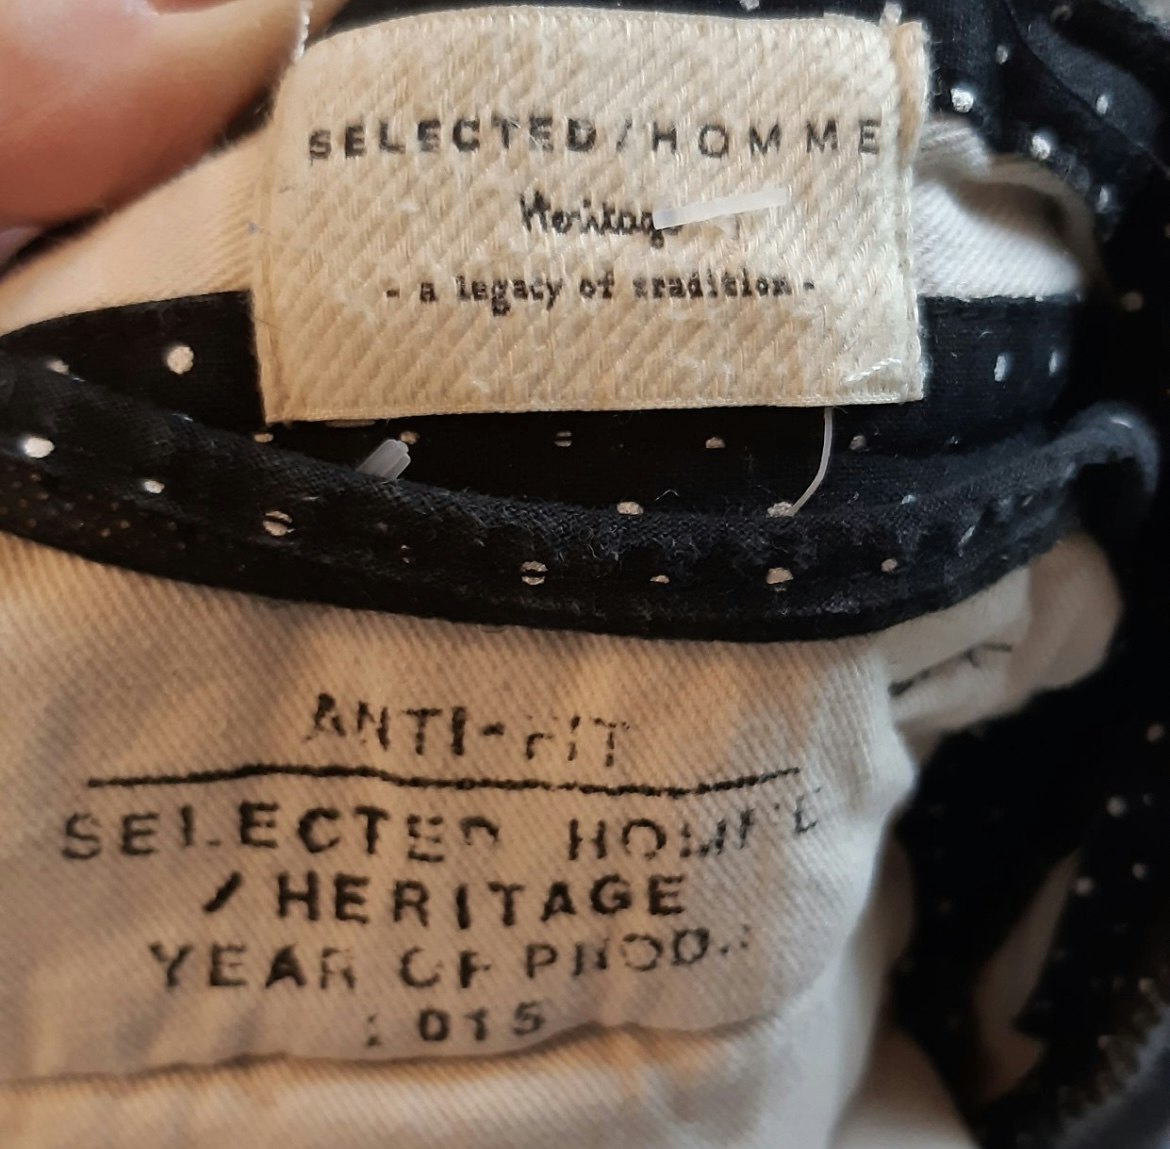 SELECTED/HOMME
Heritage
- a legacy of tradition -
ANTI-FIT
SELECTED HOMME
/ HERITAGE
YEAR OF PROD.:
2015